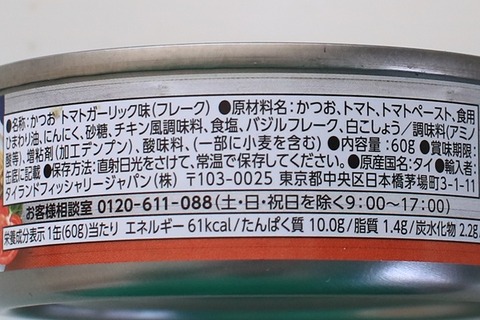 ●名称:かつお トマトガーリック味(フレーク) ●原材料名:かつお、トマト、トマトペースト、食用
ひまわり油、にんにく、砂糖、チキン風調味料、食塩、バジルフレーク、白こしょう/調味料(アミノ
酸等)、増粘剤(加工デンプン)、酸味料、(一部に小麦を含む) ●内容量:60g ●賞味期限:
缶底に記載 ●保存方法:直射日光をさけて、常温で保存してください。 ●原産国名:タイ ●輸入者:
タイランドフィッシャリージャパン(株) 〒103-0025 東京都中央区日本橋茅場町3-1-11
お客様相談室 0120-611-088(土・日・祝日を除く9:00〜17:00)
栄養成分表示 1缶(60g)当たり エネルギー 61kcal/たんぱく質 10.0g/脂質 1.4g/炭水化物 2.2g